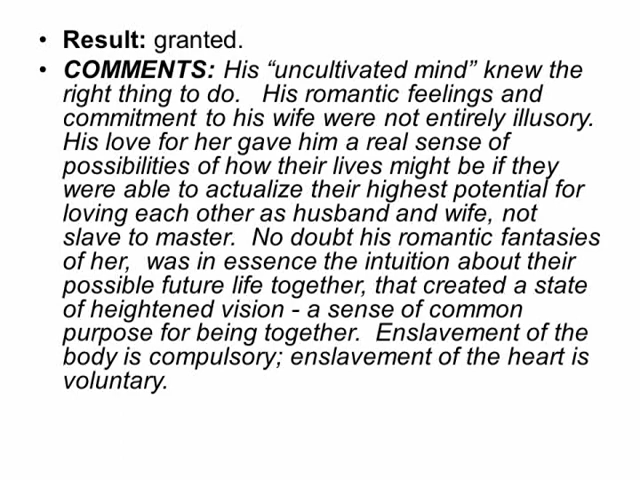 • Result: granted.
• COMMENTS: His “uncultivated mind” knew the
right thing to do. His romantic feelings and
commitment to his wife were not entirely illusory.
His love for her gave him a real sense of
possibilities of how their lives might be if they
were able to actualize their highest potential for
loving each other as husband and wife, not
slave to master. No doubt his romantic fantasies
of her, was in essence the intuition about their
possible future life together, that created a state
of heightened vision - a sense of common
purpose for being together. Enslavement of the
body is compulsory; enslavement of the heart is
voluntary.